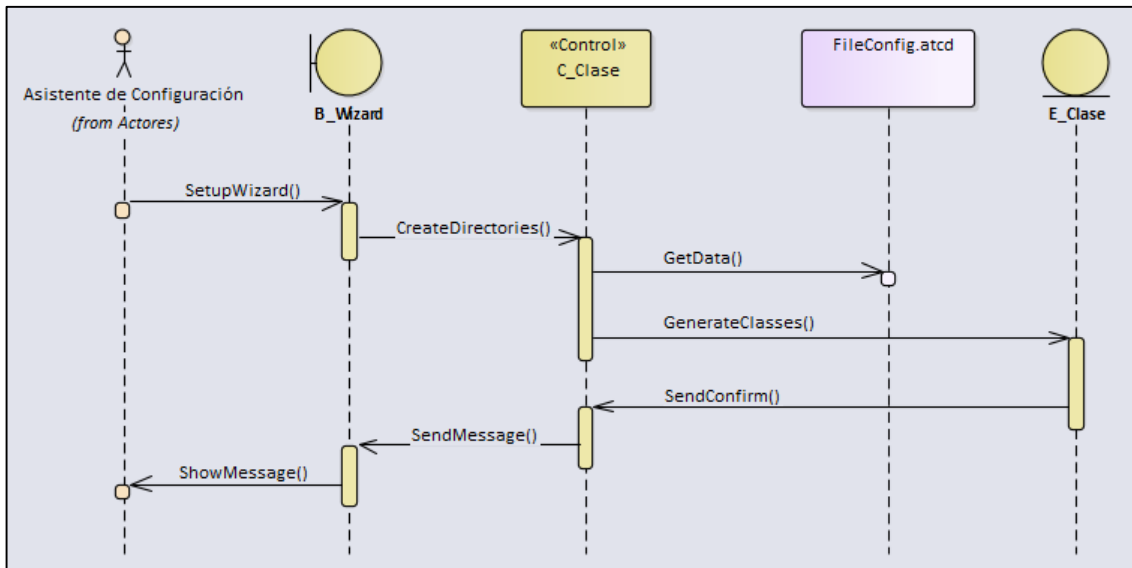 «Control»
C_Clase
FileConfig.atcd
Asistente de Configuración
(from Actores)
B_Wizard
E_Clase
SetupWizard()
CreateDirectories()
GetData()
GenerateClasses()
SendConfirm()
SendMessage()
ShowMessage()